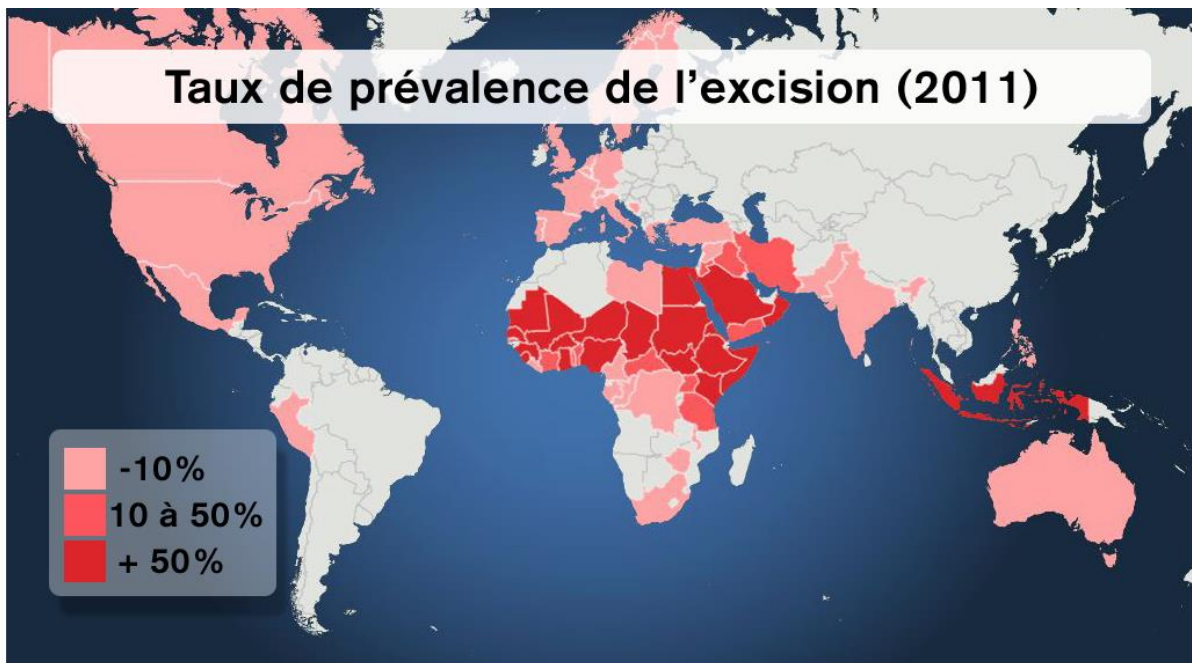 Taux de prévalence de l'excision (2011)
-10%
10 à 50%
+ 50%